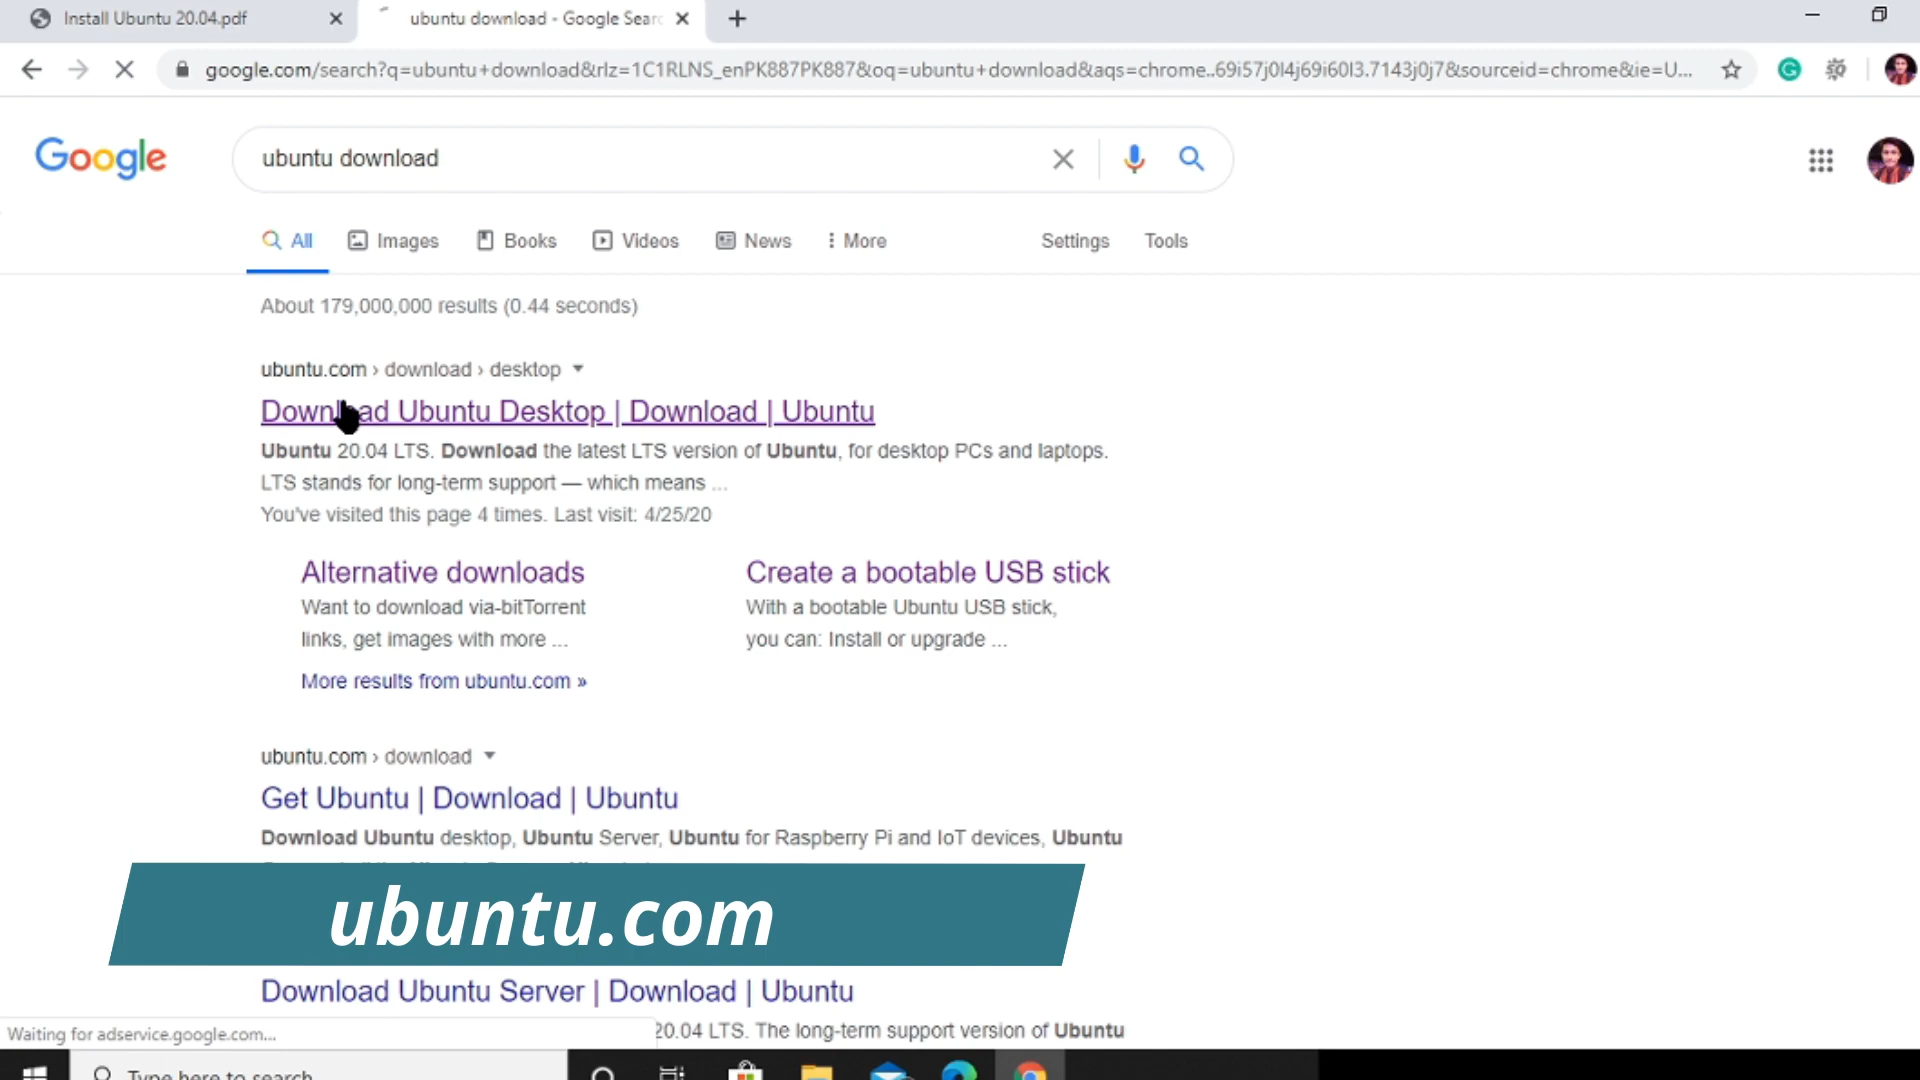 Install Ubuntu 20.04.pdf
ubuntu download - Google Sear
google.com/search?q=ubuntu+download&rlz=1C1RLNS_enPK887PK887&oq=ubuntu+download&aqs=chrome..69i57j0l4j69i60l3.7143j0j7&sourceid=chrome&ie=U...
Google
ubuntu download
All Images Books Videos News More Settings Tools
About 179,000,000 results (0.44 seconds)
ubuntu.com › download › desktop
Download Ubuntu Desktop | Download | Ubuntu
Ubuntu 20.04 LTS. Download the latest LTS version of Ubuntu, for desktop PCs and laptops.
LTS stands for long-term support — which means ...
You've visited this page 4 times. Last visit: 4/25/20
Alternative downloads
Want to download via-bitTorrent
links, get images with more ...
Create a bootable USB stick
With a bootable Ubuntu USB stick,
you can: Install or upgrade ...
More results from ubuntu.com »
ubuntu.com › download
Get Ubuntu | Download | Ubuntu
Download Ubuntu desktop, Ubuntu Server, Ubuntu for Raspberry Pi and IoT devices, Ubuntu
ubuntu.com
Download Ubuntu Server | Download | Ubuntu
20.04 LTS. The long-term support version of Ubuntu
Waiting for adservice.google.com...
Type here to search